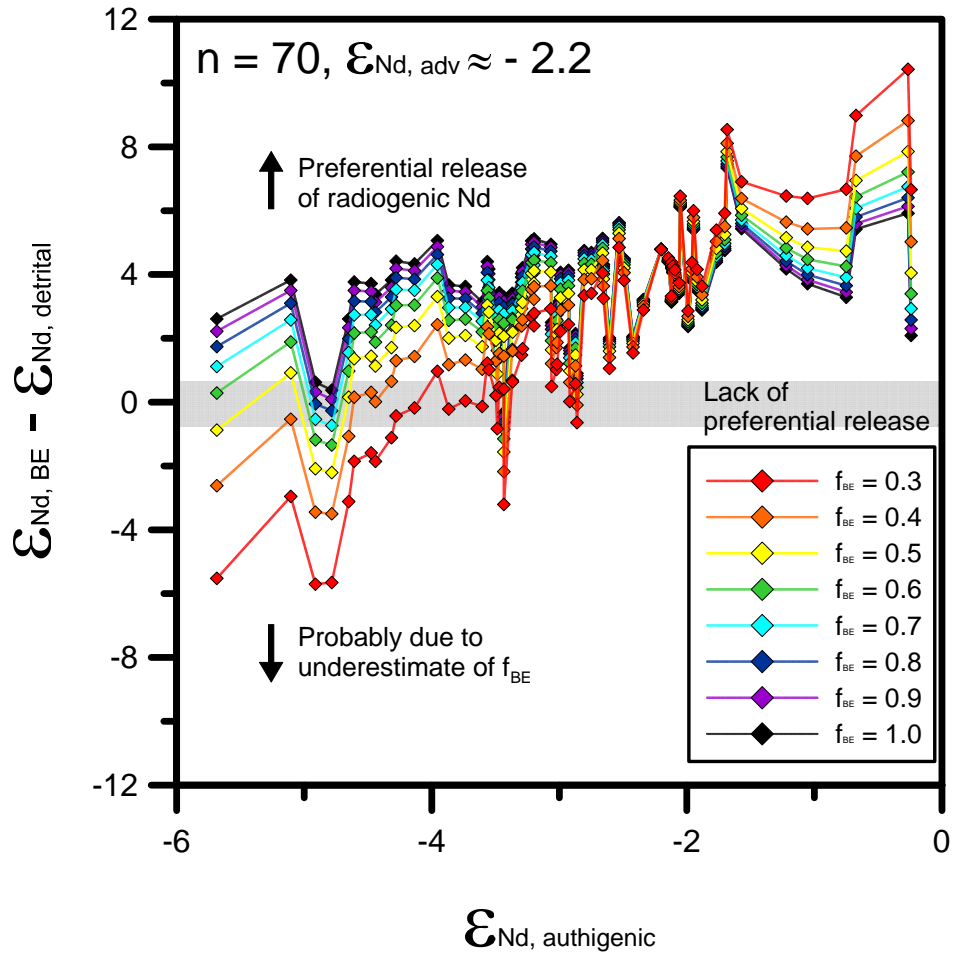 12
8
4
0
-4
-8
-12
εNd, BE - εNd, detrital
n = 70, εNd, adv ≈ - 2.2
Preferential release
of radiogenic Nd
Lack of
preferential release
Probably due to
underestimate of fBE
fBE = 0.3
fBE = 0.4
fBE = 0.5
fBE = 0.6
fBE = 0.7
fBE = 0.8
fBE = 0.9
fBE = 1.0
-6
-4
-2
0
εNd, authigenic